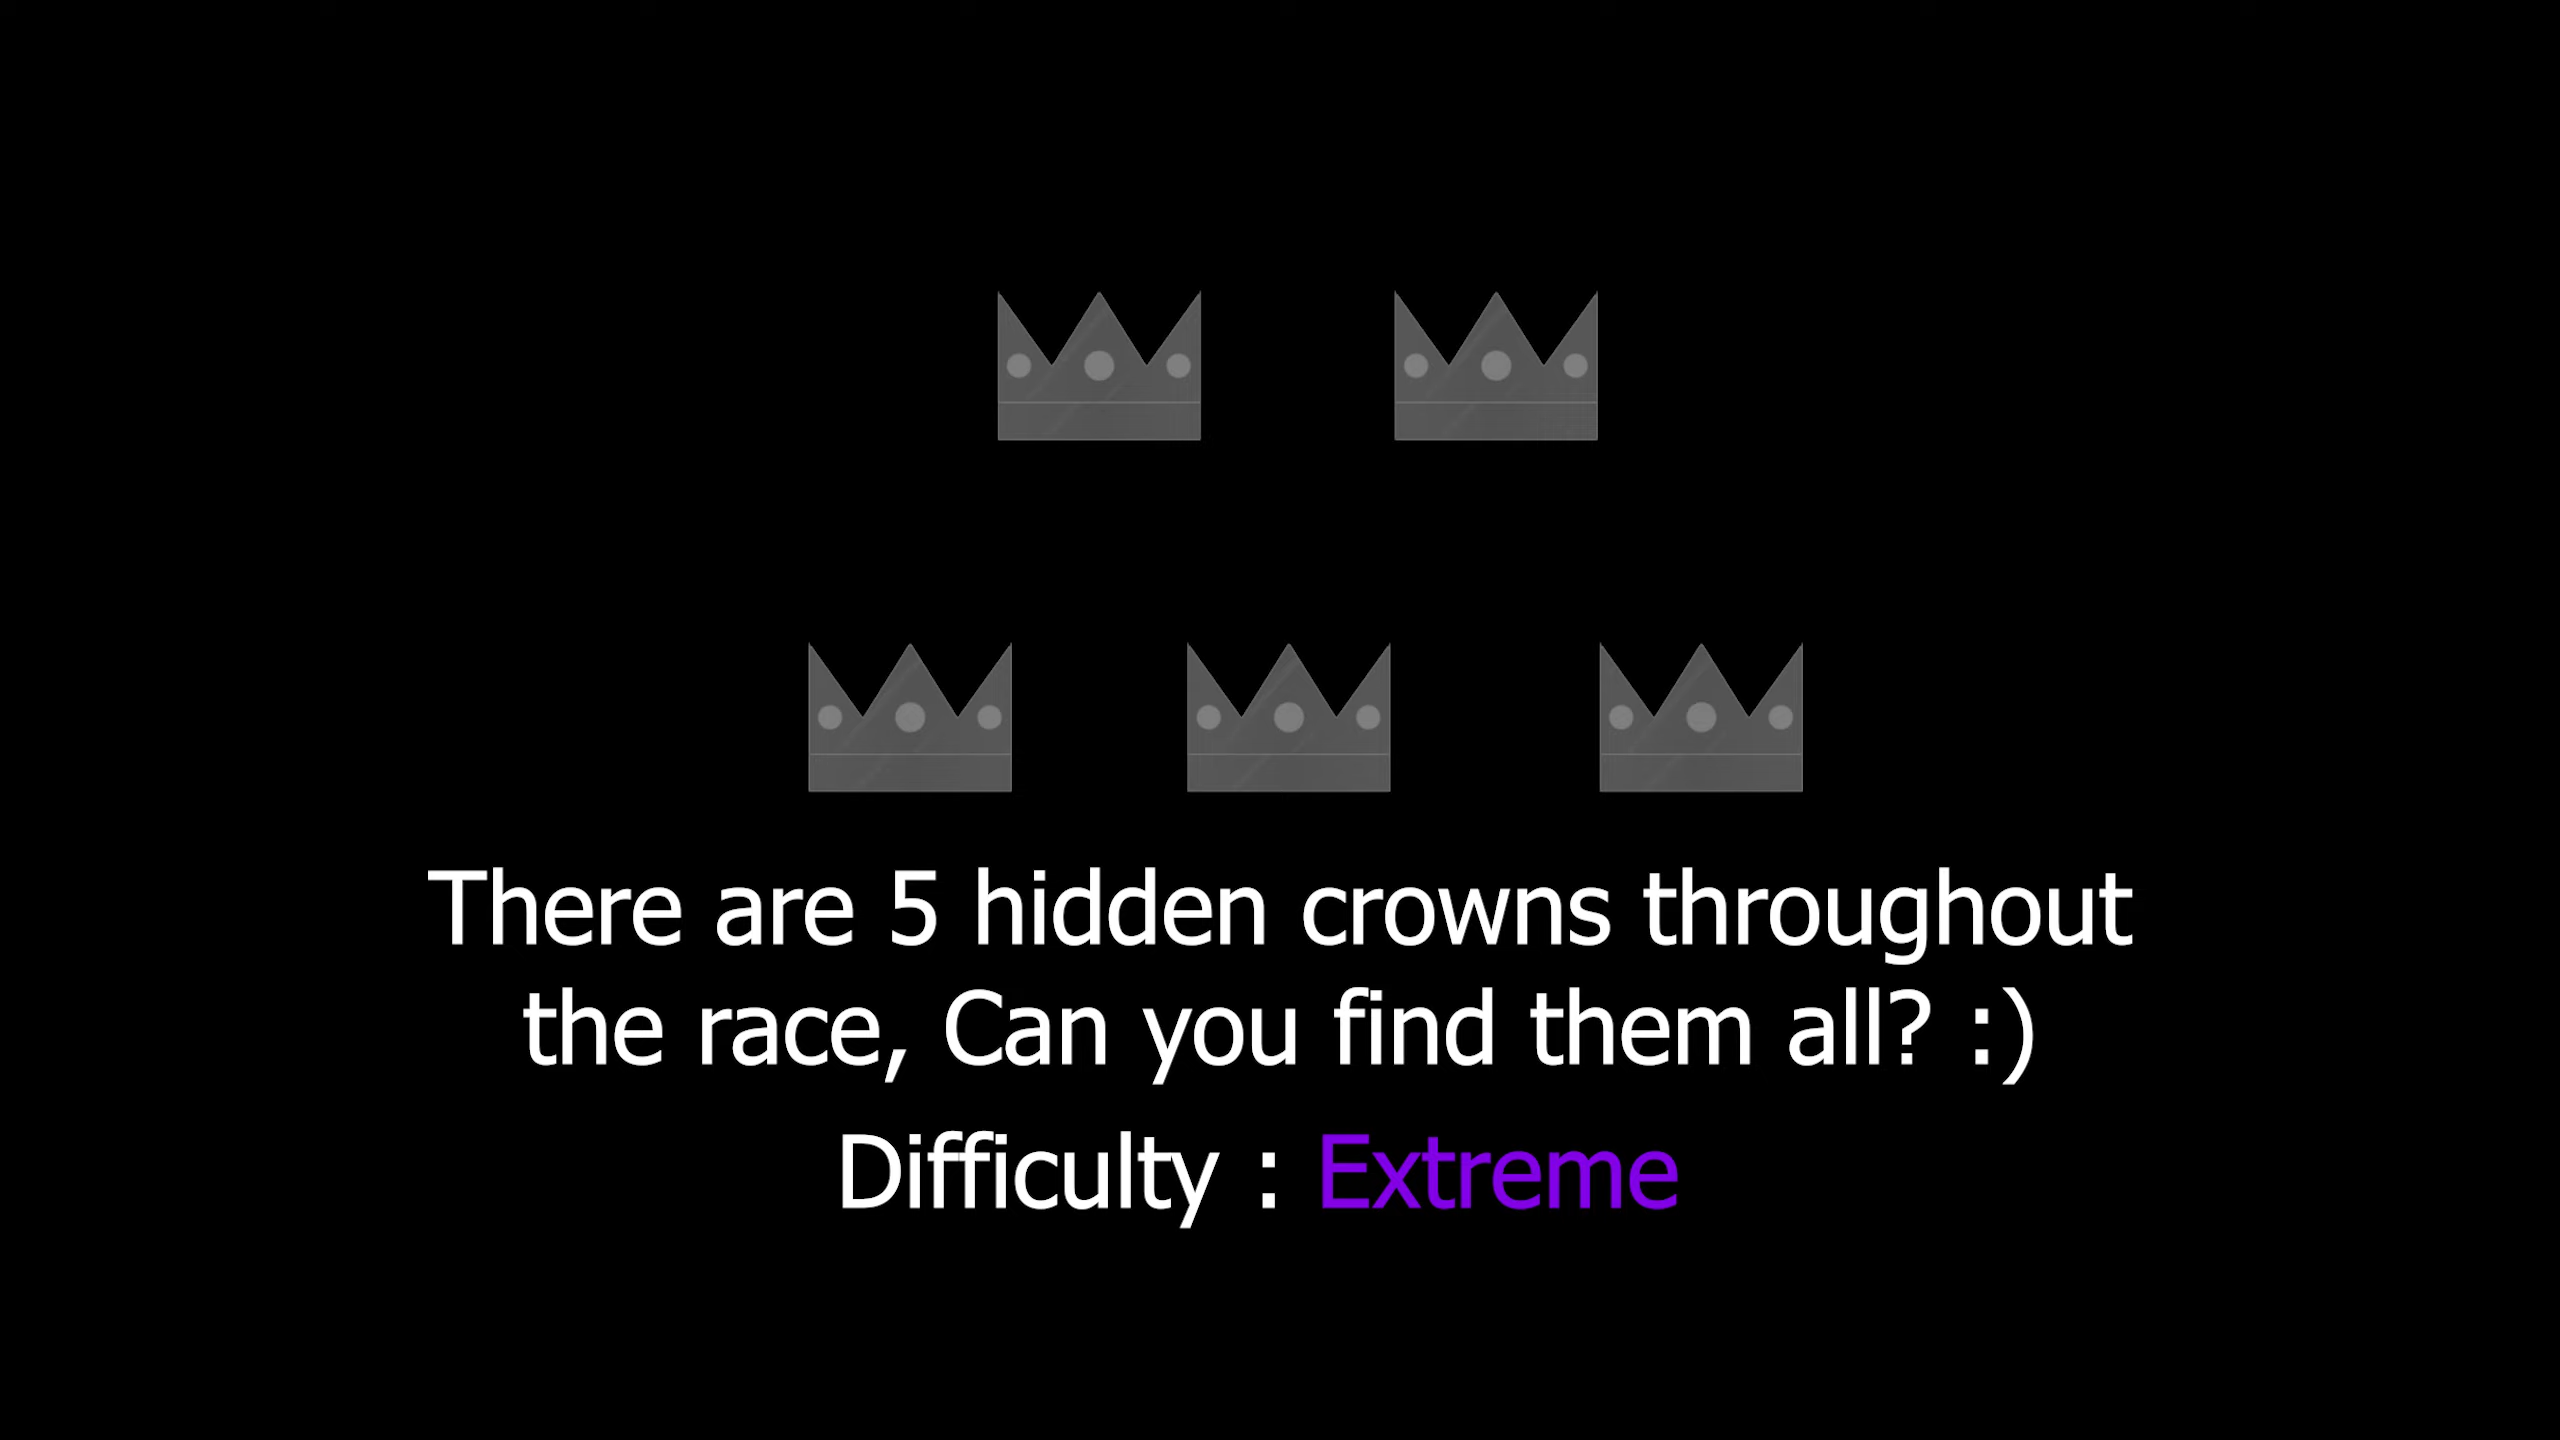 There are 5 hidden crowns throughout
the race, Can you find them all? :)
Difficulty : Extreme